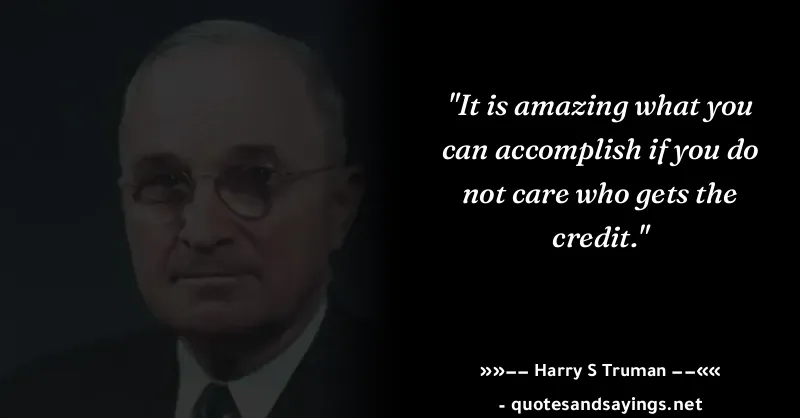 "It is amazing what you
can accomplish if you do
not care who gets the
credit."
»»−− Harry S Truman −−««
- quotesandsayings.net